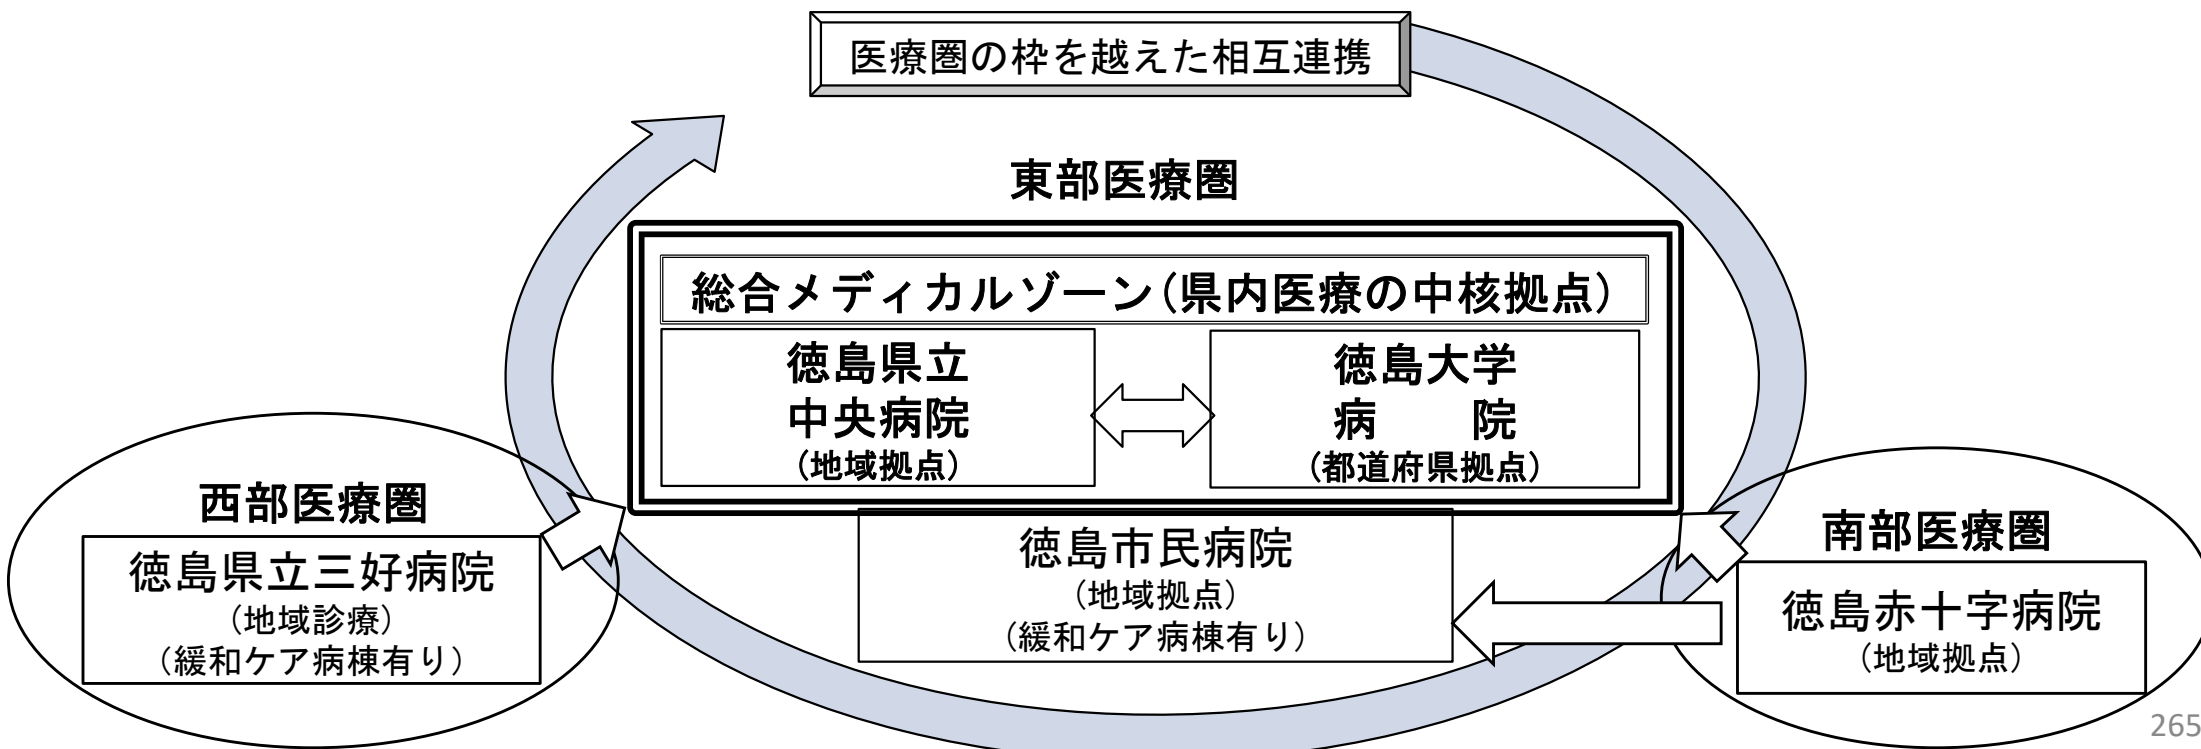 医療圏の枠を越えた相互連携
東部医療圏
総合メディカルゾーン(県内医療の中核拠点)
徳島県立
中央病院
(地域拠点)
徳島大学
病　　院
(都道府県拠点)
西部医療圏
徳島県立三好病院
(地域診療)
(緩和ケア病棟有り)
徳島市民病院
(地域拠点)
(緩和ケア病棟有り)
南部医療圏
徳島赤十字病院
(地域拠点)
265